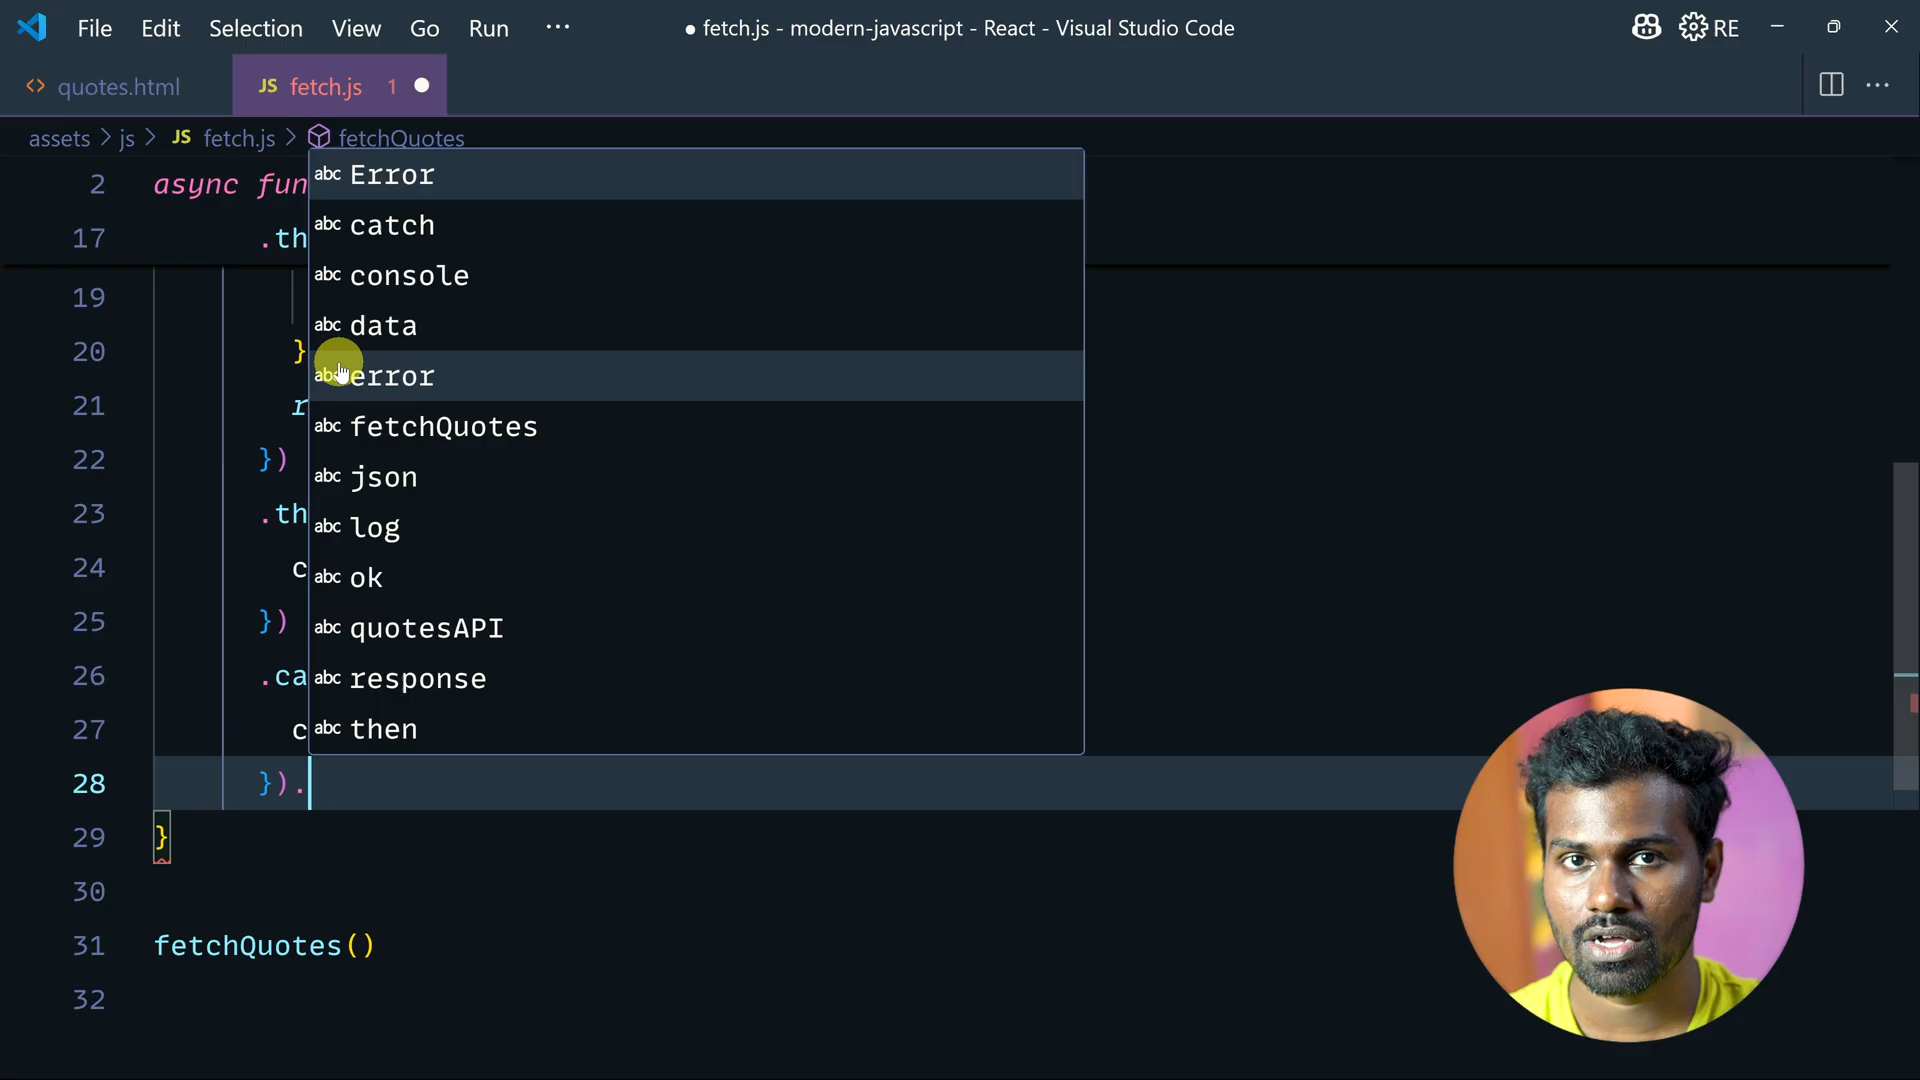 File Edit Selection View Go Run ··· ● fetch.js - modern-javascript - React - Visual Studio Code RE
<> quotes.html JS fetch.js 1
assets > js > JS fetch.js > fetchQuotes
2 async fun
17 .th
19
20 }
21 r
22 })
23 .th
24 c
25 })
26 .ca
27 c
28 }).
29 }
30
31 fetchQuotes()
32
abc Error
abc catch
abc console
abc data
abc error
abc fetchQuotes
abc json
abc log
abc ok
abc quotesAPI
abc response
abc then